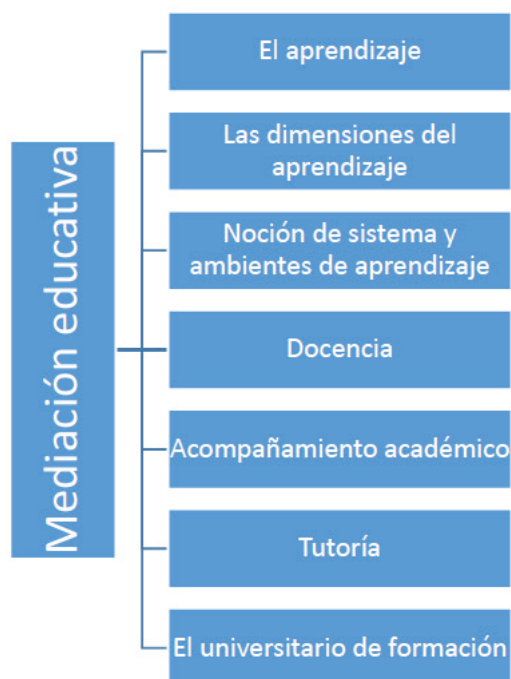 Mediación educativa
El aprendizaje
Las dimensiones del
aprendizaje
Noción de sistema y
ambientes de aprendizaje
Docencia
Acompañamiento académico
Tutoría
El universitario de formación